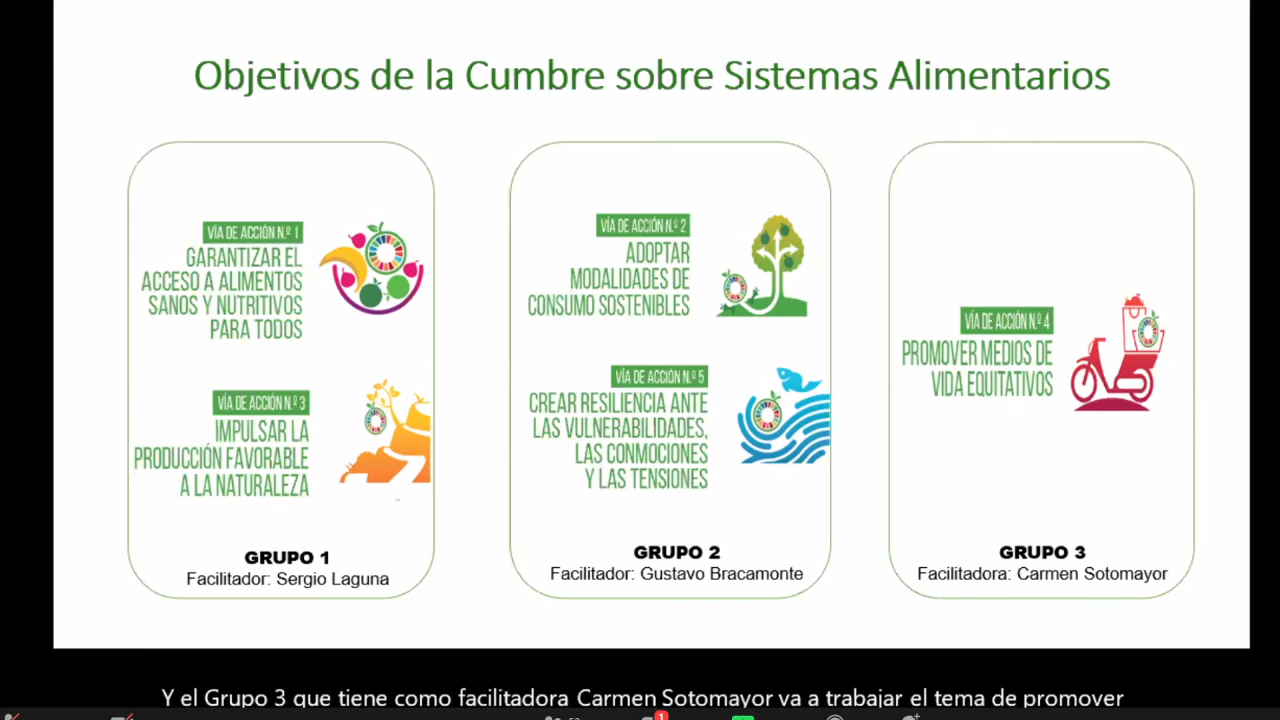 Objetivos de la Cumbre sobre Sistemas Alimentarios
VÍA DE ACCIÓN N.º 1
GARANTIZAR EL
ACCESO A ALIMENTOS
SANOS Y NUTRITIVOS
PARA TODOS
VÍA DE ACCIÓN N.º 3
IMPULSAR LA
PRODUCCIÓN FAVORABLE
A LA NATURALEZA
GRUPO 1
Facilitador: Sergio Laguna
VÍA DE ACCIÓN N.º 2
ADOPTAR
MODALIDADES DE
CONSUMO SOSTENIBLES
VÍA DE ACCIÓN N.º 5
CREAR RESILIENCIA ANTE
LAS VULNERABILIDADES,
LAS CONMOCIONES
Y LAS TENSIONES
GRUPO 2
Facilitador: Gustavo Bracamonte
VÍA DE ACCIÓN N.º 4
PROMOVER MEDIOS DE
VIDA EQUITATIVOS
GRUPO 3
Facilitadora: Carmen Sotomayor
Y el Grupo 3 que tiene como facilitadora Carmen Sotomayor va a trabajar el tema de promover
1